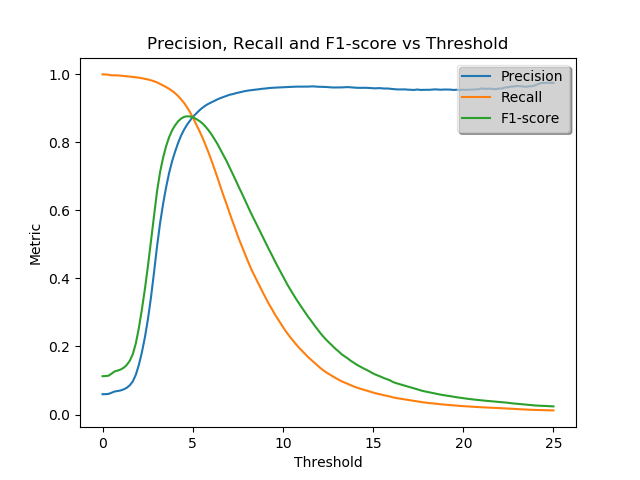 Precision, Recall and F1-score vs Threshold
Precision
Recall
F1-score
Metric
1.0
0.8
0.6
0.4
0.2
0.0
0 5 10 15 20 25
Threshold